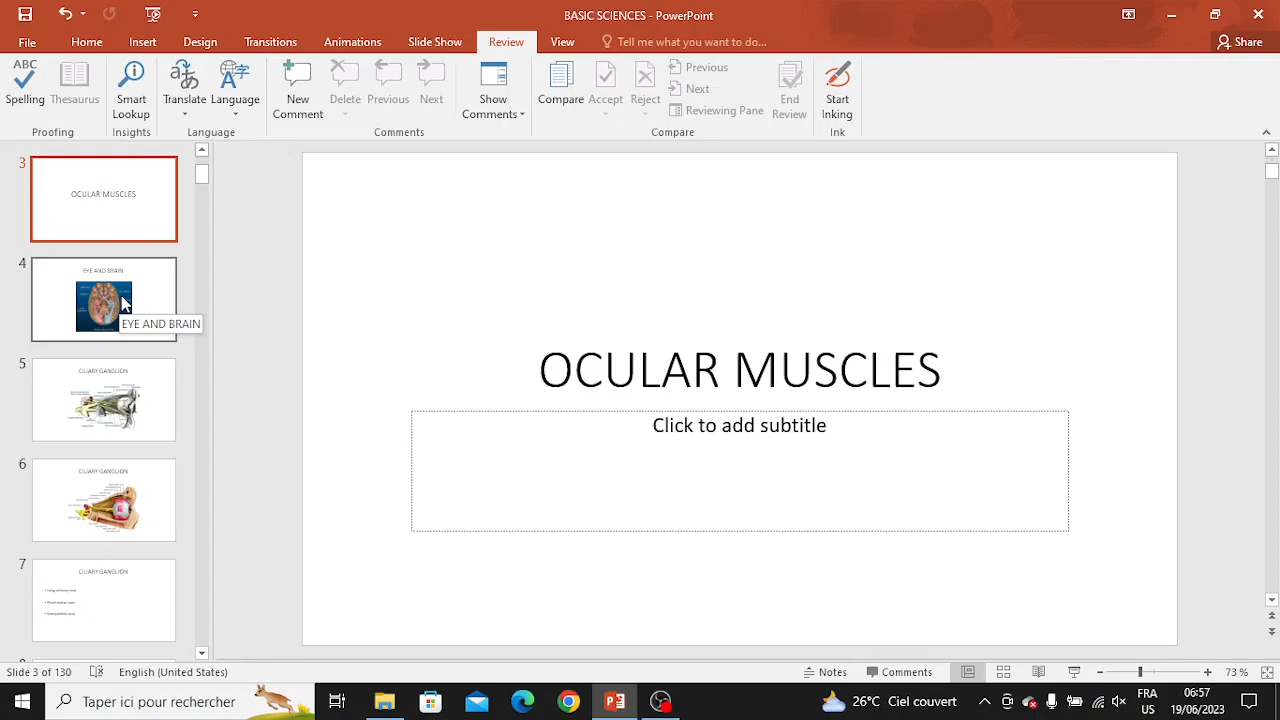 BASIC SCIENCES - PowerPoint
File Home Insert Design Transitions Animations Slide Show Review View Tell me what you want to do... Share
ABC
Spelling
Thesaurus
Proofing
Smart Lookup
Insights
Translate
Language
Language
New Comment
Delete
Previous
Next
Show Comments
Comments
Compare
Accept
Reject
Previous
Next
Reviewing Pane
Compare
End Review
Start Inking
Ink
3
OCULAR MUSCLES
4
EYE AND BRAIN
EYE AND BRAIN
5
CILIARY GANGLION
6
CILIARY GANGLION
7
CILIARY GANGLION
OCULAR MUSCLES
Click to add subtitle
Slide 3 of 130 English (United States) Notes Comments 73 %
Taper ici pour rechercher
26°C Ciel couvert
FRA
US
06:57
19/06/2023